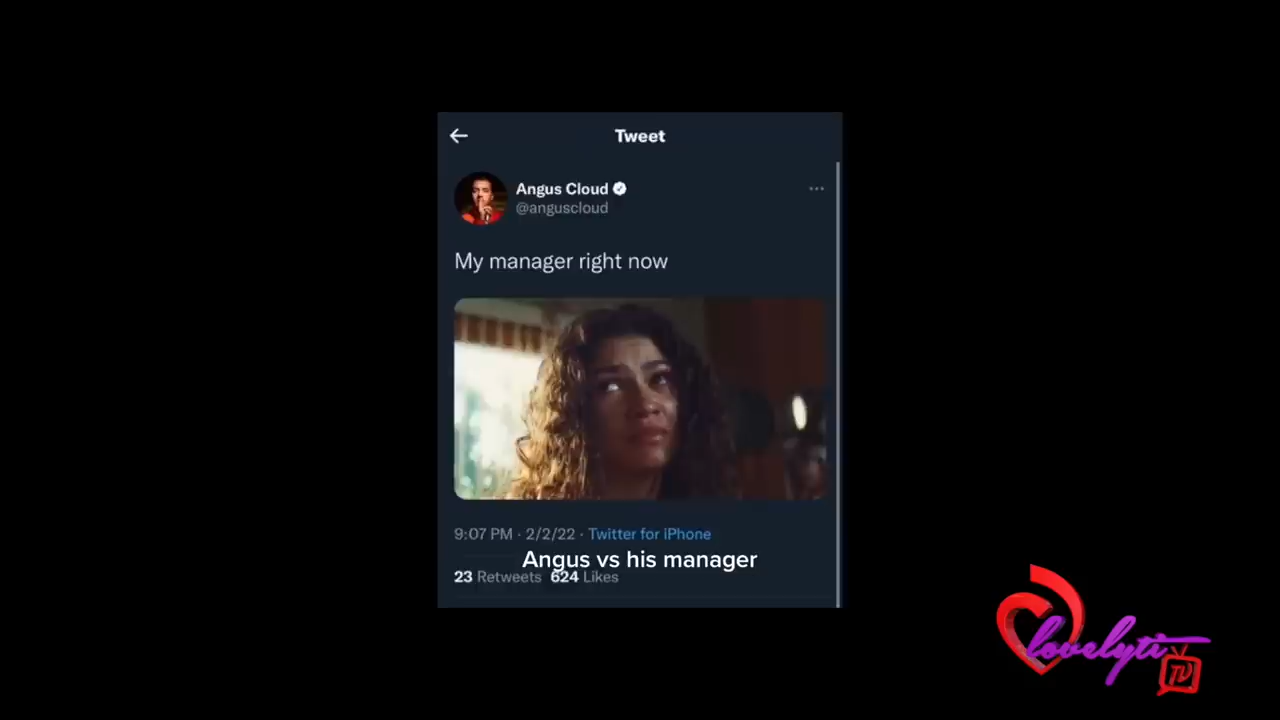 Tweet
Angus Cloud
@anguscloud
My manager right now
9:07 PM · 2/2/22 · Twitter for iPhone
Angus vs his manager
23 Retweets 624 Likes
lovelyti
TV